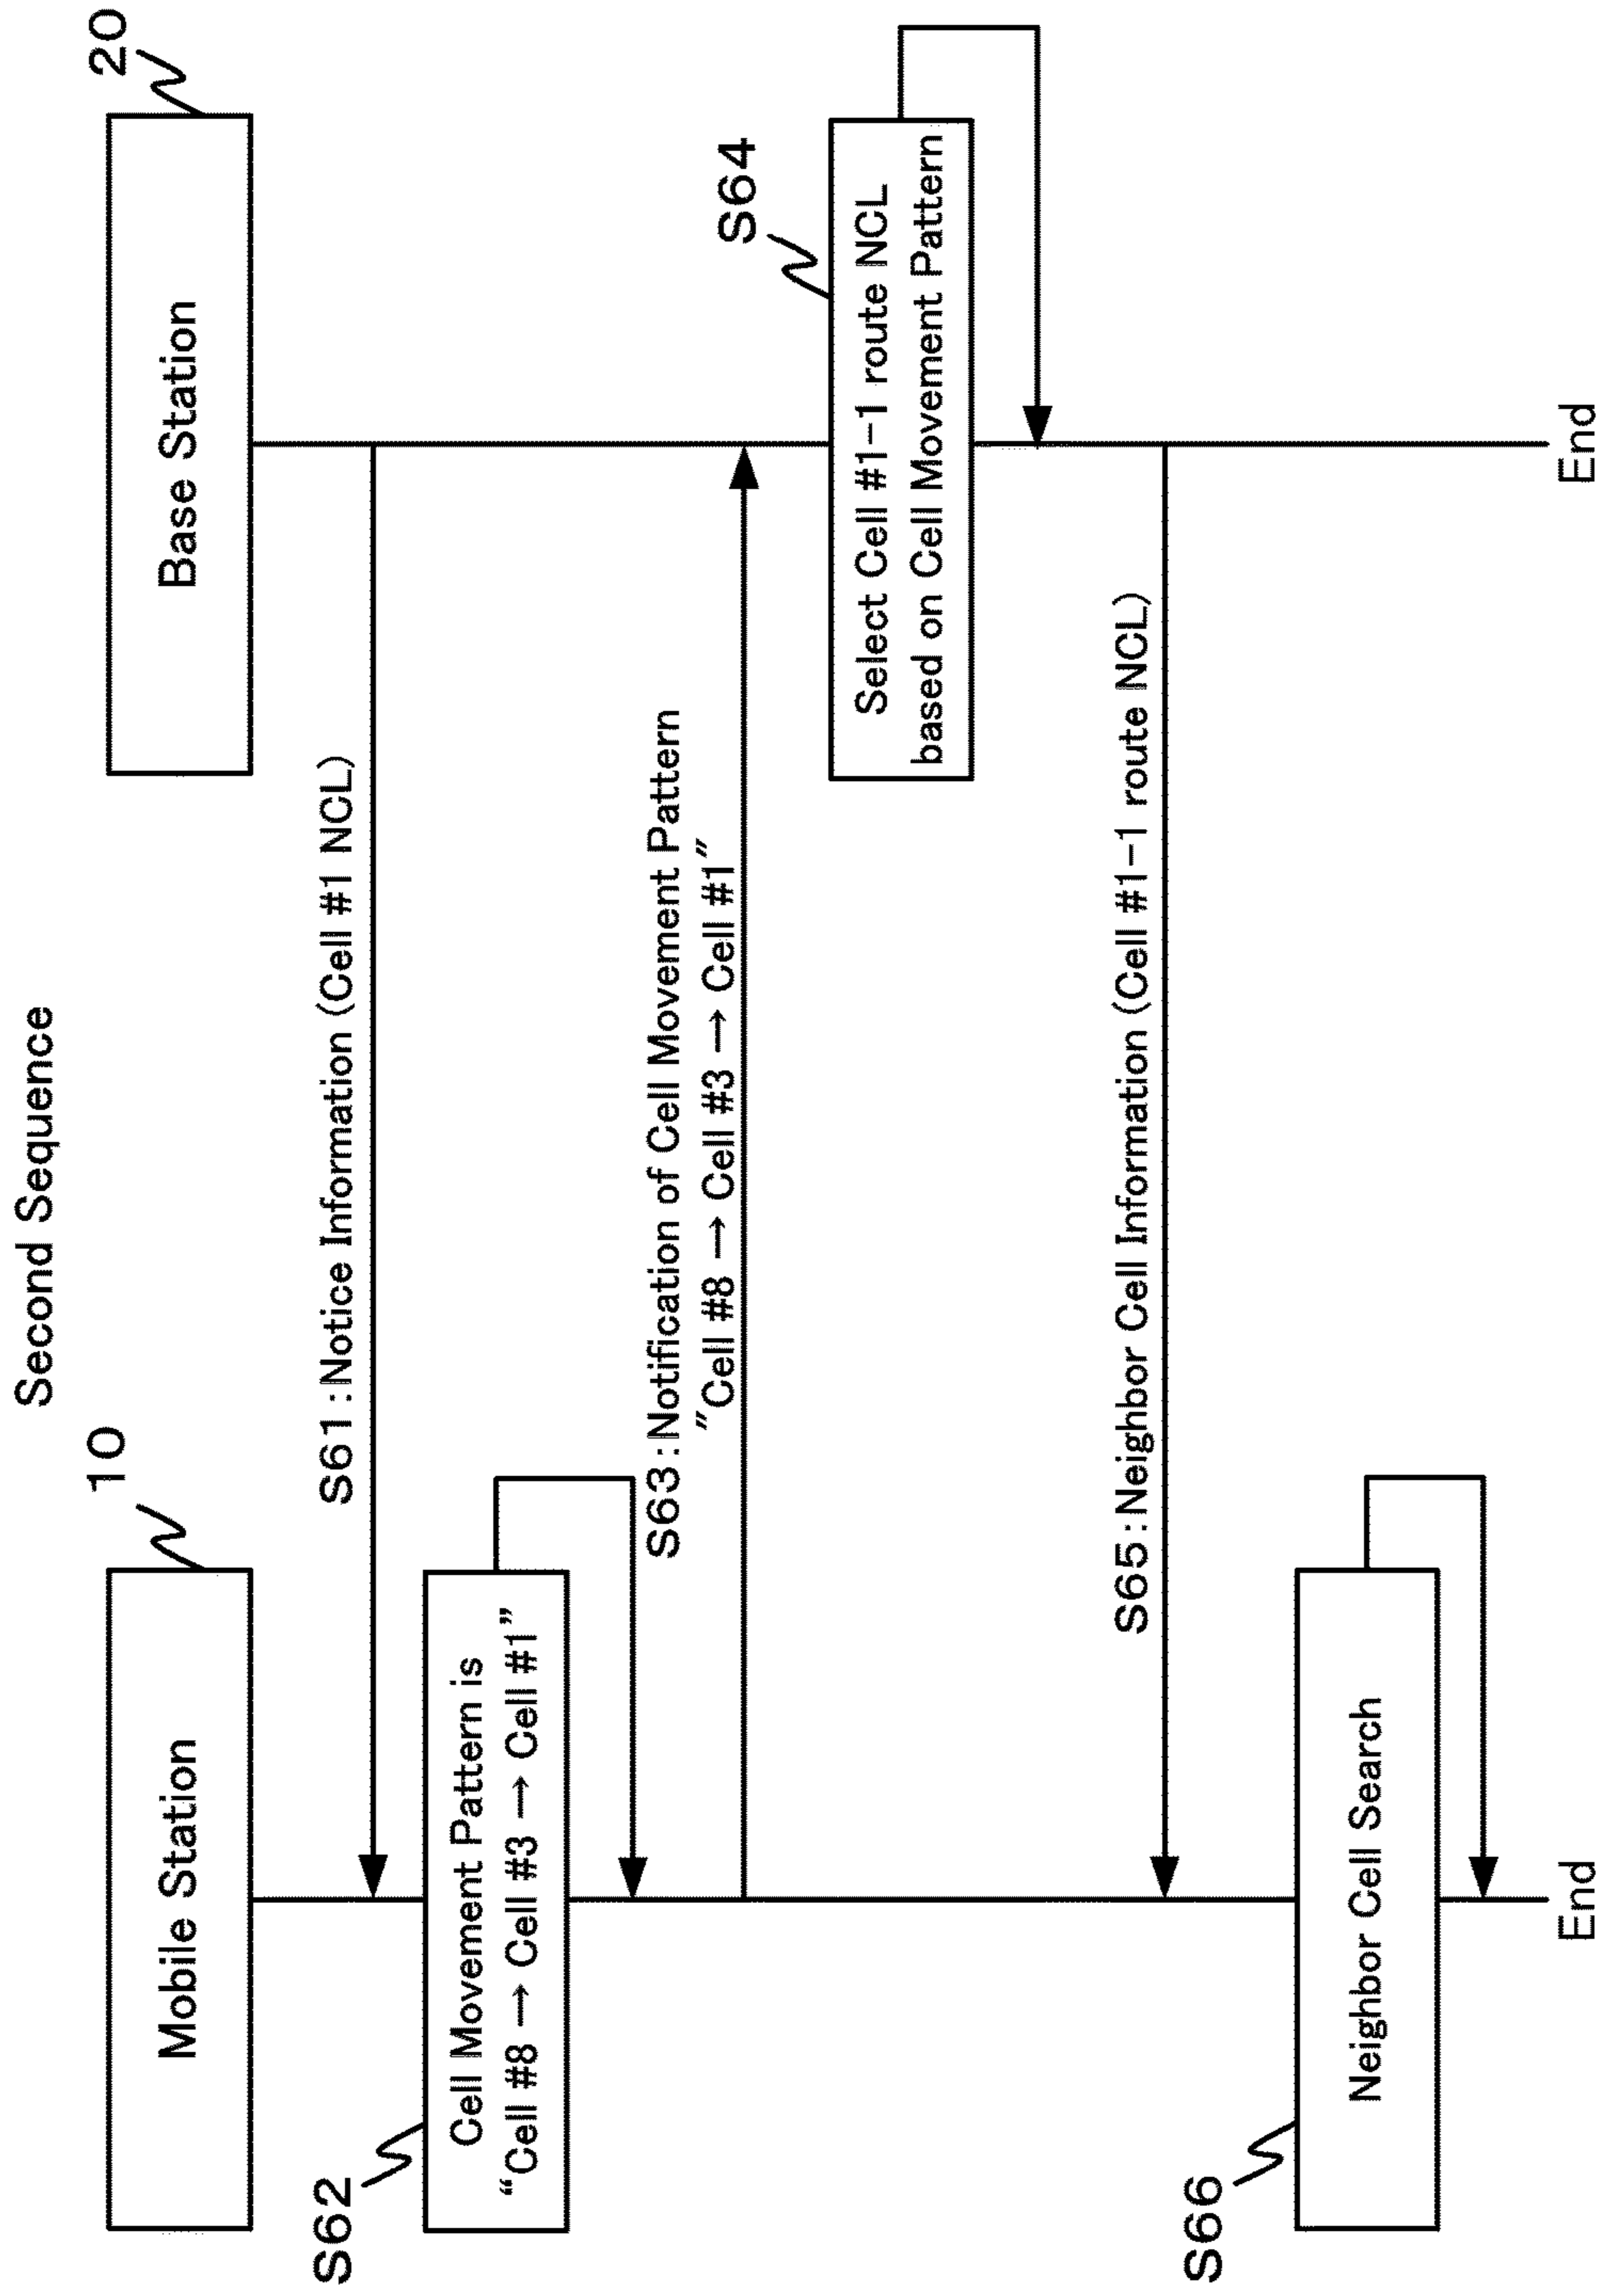 Second Sequence
10
20
Mobile Station
Base Station
S61:Notice Information (Cell #1 NCL)
S62
Cell Movement Pattern is
“Cell #8 → Cell #3 → Cell #1”
S63:Notification of Cell Movement Pattern
"Cell #8 → Cell #3 → Cell #1"
S64
Select Cell #1-1 route NCL
based on Cell Movement Pattern
S65:Neighbor Cell Information (Cell #1-1 route NCL)
S66
Neighbor Cell Search
End
End